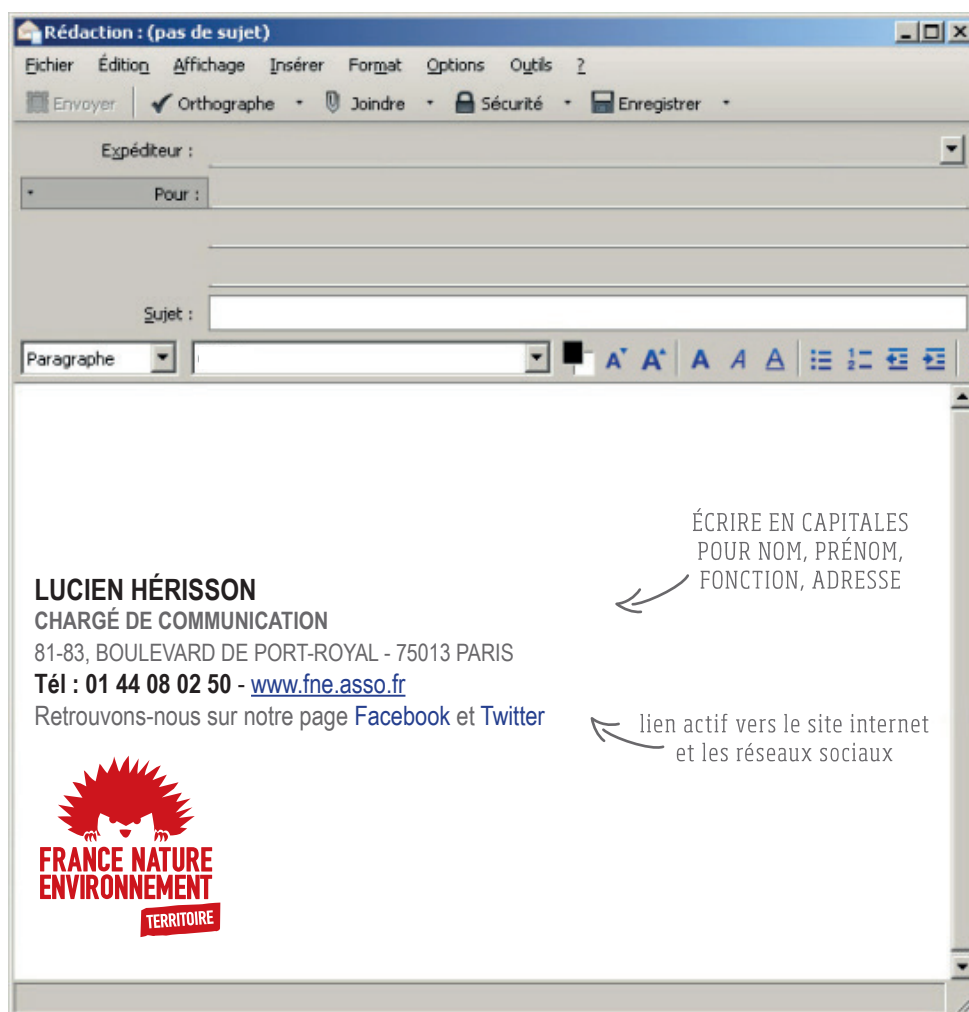 Rédaction : (pas de sujet)
Fichier Édition Affichage Insérer Format Options Outils ?
Envoyer Orthographe Joindre Sécurité Enregistrer
Expéditeur :
Pour :
Sujet :
Paragraphe
A A A A A
ÉCRIRE EN CAPITALES
POUR NOM, PRÉNOM,
FONCTION, ADRESSE
LUCIEN HÉRISSON
CHARGÉ DE COMMUNICATION
81-83, BOULEVARD DE PORT-ROYAL - 75013 PARIS
Tél : 01 44 08 02 50 - www.fne.asso.fr
Retrouvons-nous sur notre page Facebook et Twitter
lien actif vers le site internet
et les réseaux sociaux
FRANCE NATURE
ENVIRONNEMENT
TERRITOIRE